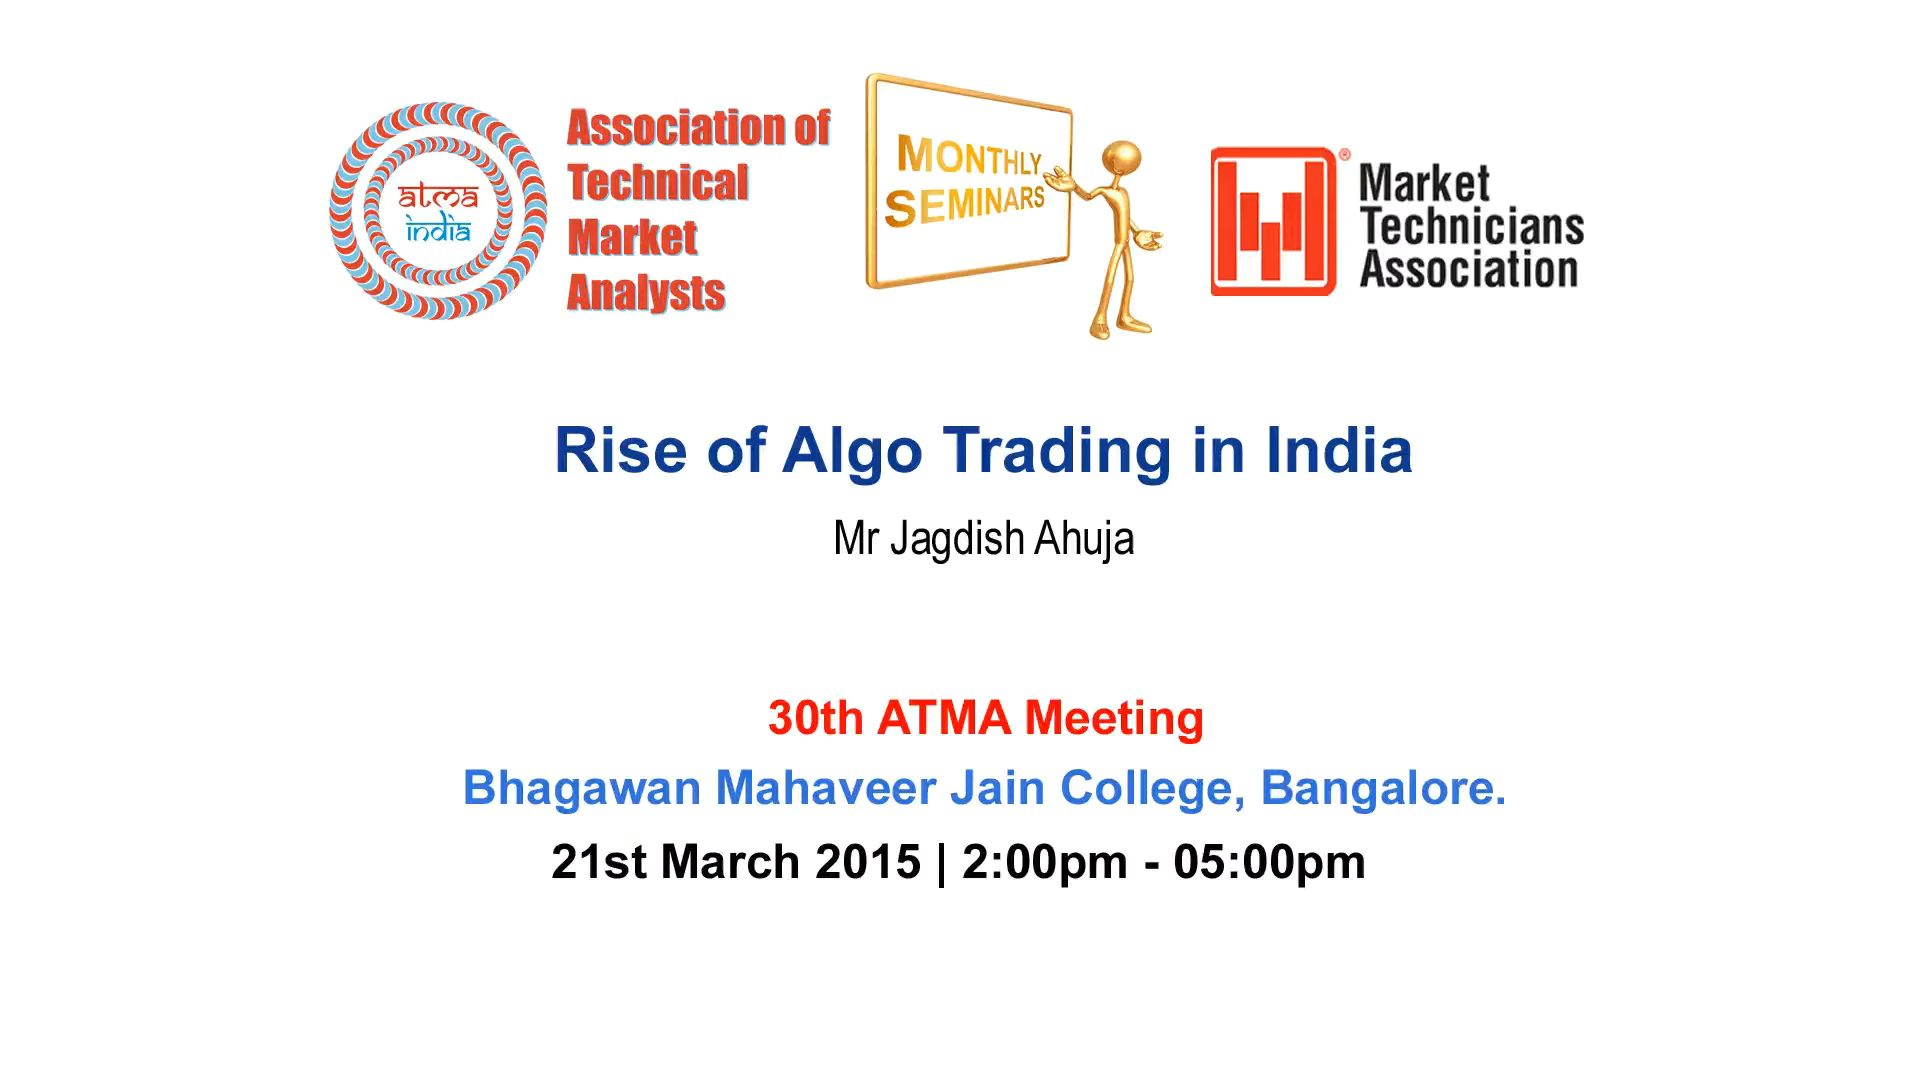 atma
india
Association of
Technical
Market
Analysts
MONTHLY
SEMINARS
®
Market
Technicians
Association
Rise of Algo Trading in India
Mr Jagdish Ahuja
30th ATMA Meeting
Bhagawan Mahaveer Jain College, Bangalore.
21st March 2015 | 2:00pm - 05:00pm